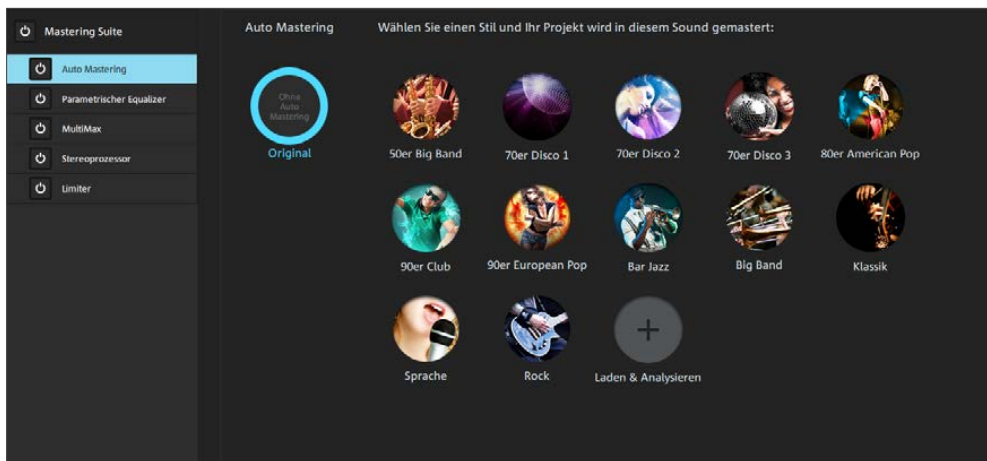 Mastering Suite
Auto Mastering
Parametrischer Equalizer
MultiMax
Stereoprozessor
Limiter
Auto Mastering
Wählen Sie einen Stil und Ihr Projekt wird in diesem Sound gemastert:
Ohne
Auto
Mastering
Original
50er Big Band
70er Disco 1
70er Disco 2
70er Disco 3
80er American Pop
90er Club
90er European Pop
Bar Jazz
Big Band
Klassik
Sprache
Rock
Laden & Analysieren